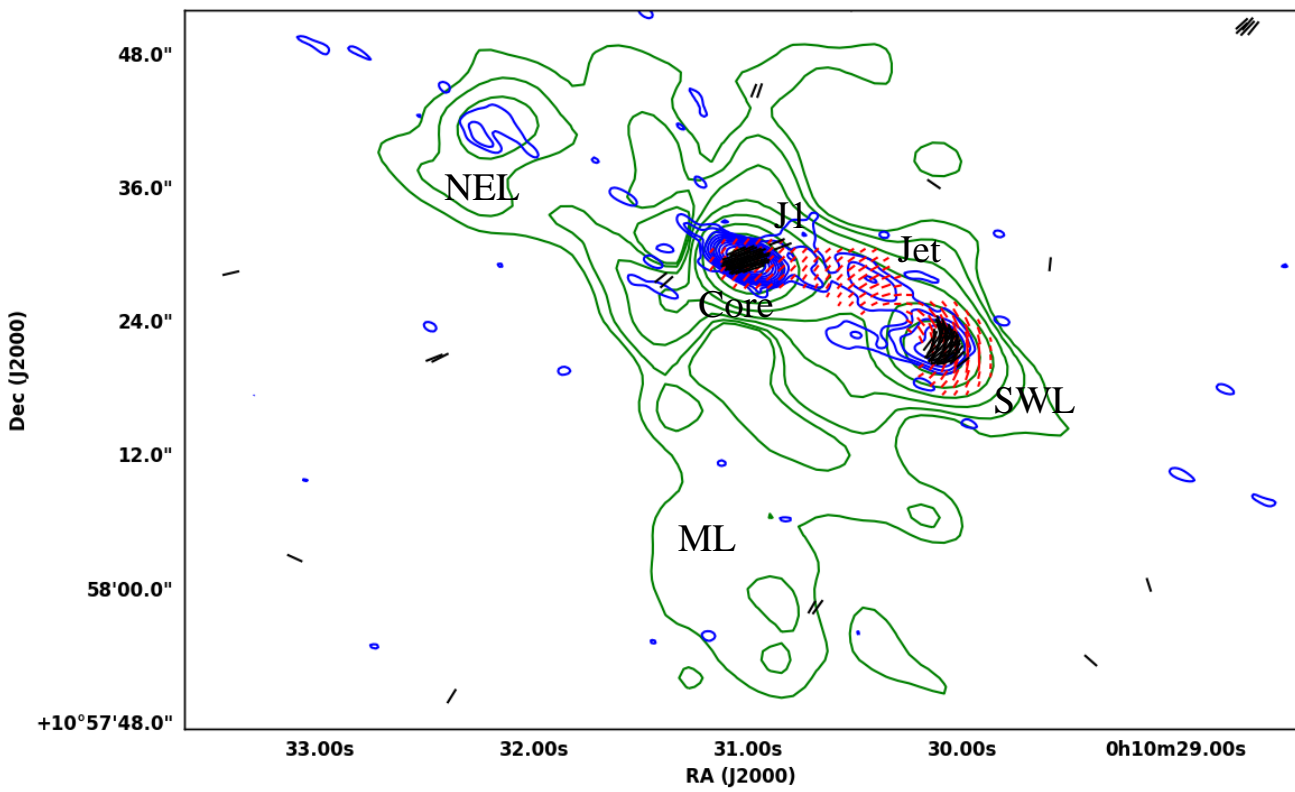 48.0"
NEL
36.0"
J1
Jet
Core
24.0"
SWL
12.0"
ML
58'00.0"
+10°57'48.0"
33.00s 32.00s 31.00s 30.00s 0h10m29.00s
RA (J2000)
Dec (J2000)